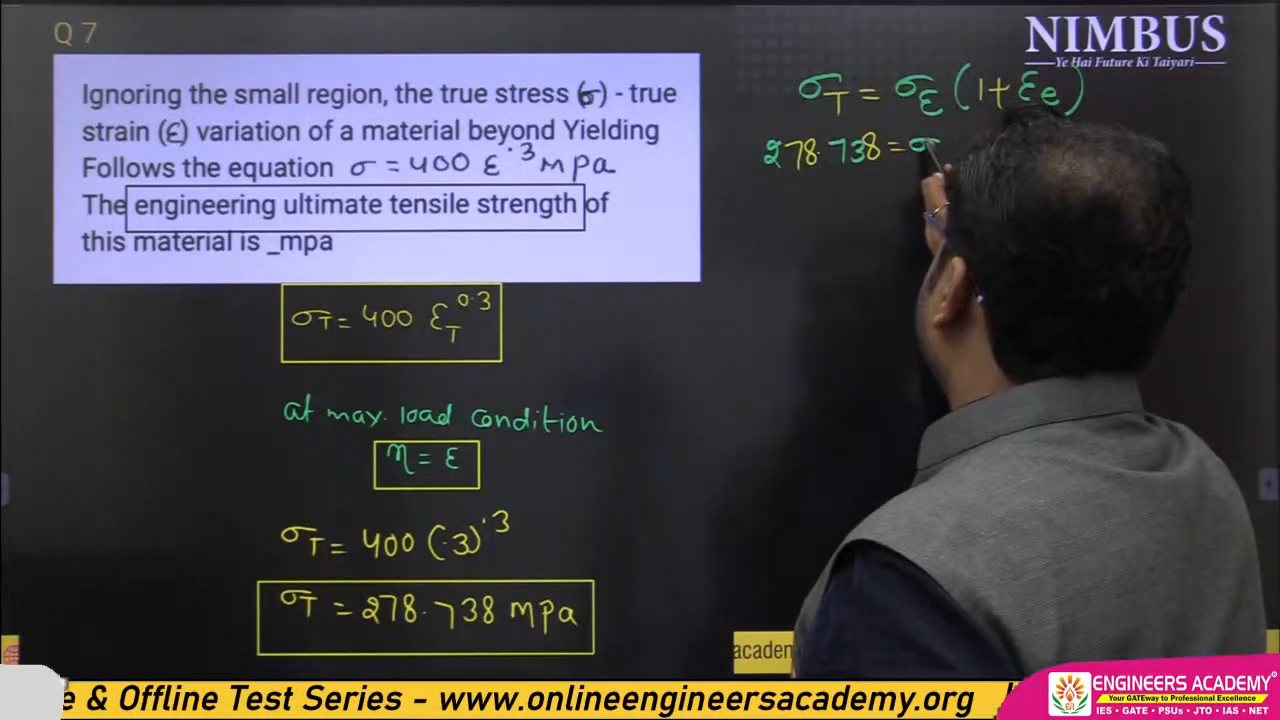 Q 7
NIMBUS
Ye Hai Future Ki Taiyari
Ignoring the small region, the true stress (σ) - true
strain (ε) variation of a material beyond Yielding
Follows the equation σ = 400 ε^.3 mpa
The engineering ultimate tensile strength of
this material is _mpa
σT = 400 εT^0.3
at max. load condition
η = ε
σT = 400 (.3)^.3
σT = 278.738 mpa
σT = σε (1+εe)
278.738 = σ
academ
e & Offline Test Series - www.onlineengineersacademy.org
ENGINEERS ACADEMY
Your GATEway to Professional Excellence
IES • GATE • PSUs • JTO • IAS • NET